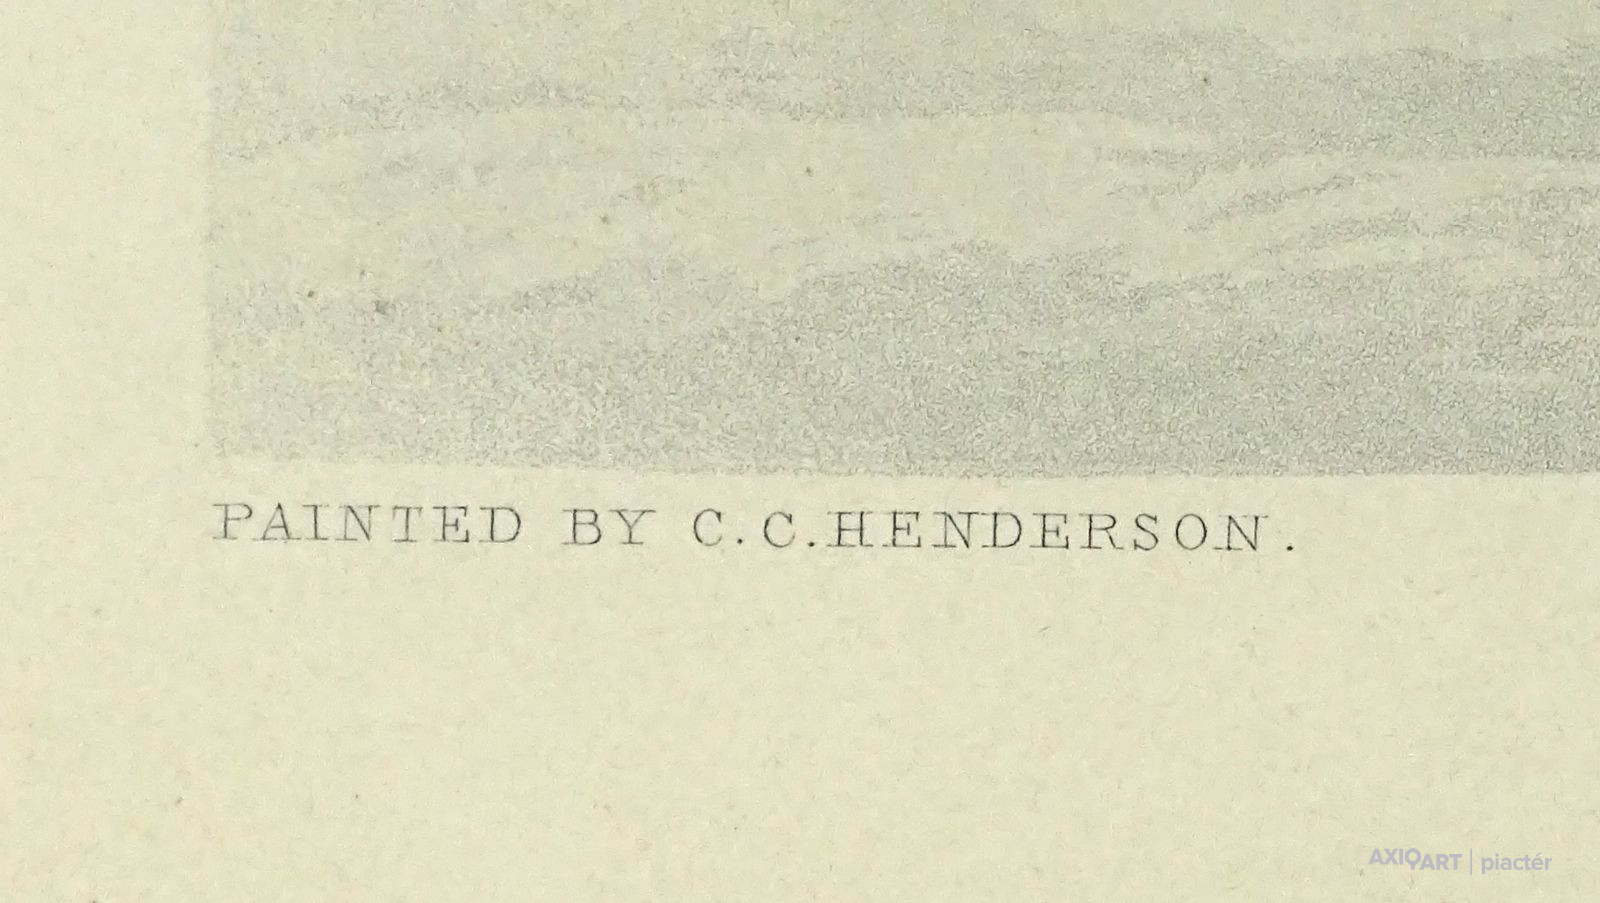 PAINTED BY C.C.HENDERSON.
AXIOART | piactér